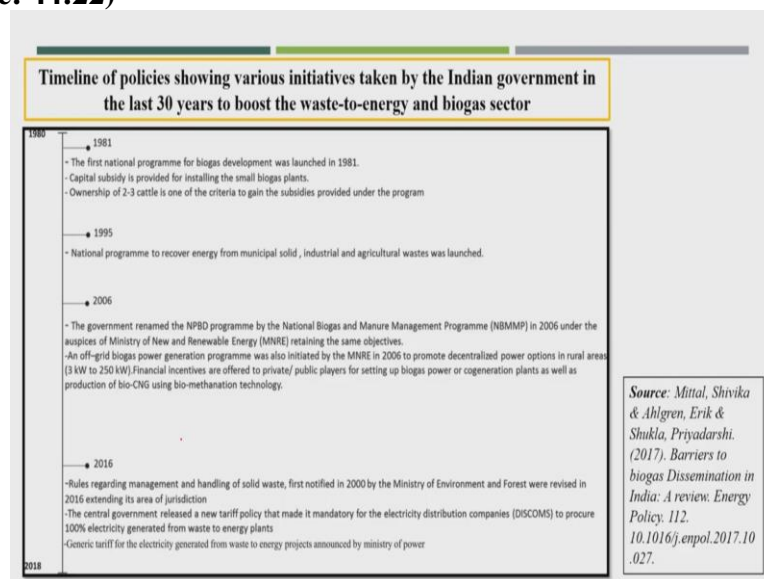 Timeline of policies showing various initiatives taken by the Indian government in
the last 30 years to boost the waste-to-energy and biogas sector
1980
1981
- The first national programme for biogas development was launched in 1981.
- Capital subsidy is provided for installing the small biogas plants.
- Ownership of 2-3 cattle is one of the criteria to gain the subsidies provided under the program
1995
- National programme to recover energy from municipal solid , industrial and agricultural wastes was launched.
2006
- The government renamed the NPBD programme by the National Biogas and Manure Management Programme (NBMMP) in 2006 under the
auspices of Ministry of New and Renewable Energy (MNRE) retaining the same objectives.
-An off-grid biogas power generation programme was also initiated by the MNRE in 2006 to promote decentralized power options in rural areas
(3 kW to 250 kW).Financial incentives are offered to private/ public players for setting up biogas power or cogeneration plants as well as
production of bio-CNG using bio-methanation technology.
2016
-Rules regarding management and handling of solid waste, first notified in 2000 by the Ministry of Environment and Forest were revised in
2016 extending its area of jurisdiction
-The central government released a new tariff policy that made it mandatory for the electricity distribution companies (DISCOMS) to procure
100% electricity generated from waste to energy plants
-Generic tariff for the electricity generated from waste to energy projects announced by ministry of power
2018
Source: Mittal, Shivika
& Ahlgren, Erik &
Shukla, Priyadarshi.
(2017). Barriers to
biogas Dissemination in
India: A review. Energy
Policy. 112.
10.1016/j.enpol.2017.10
.027.